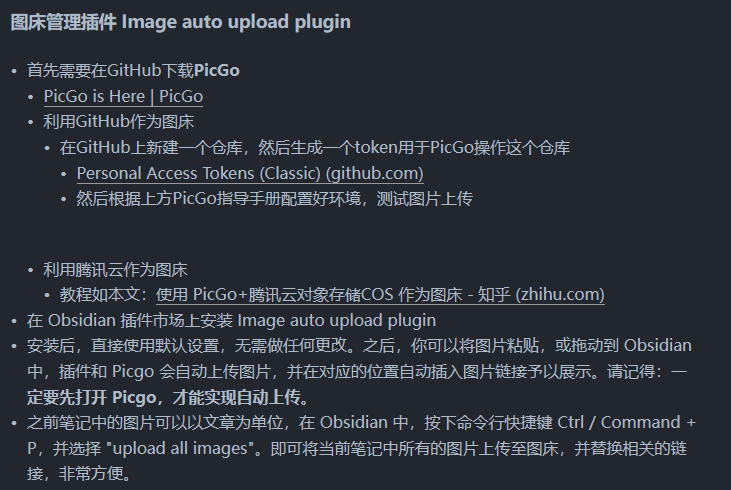 图床管理插件 Image auto upload plugin
首先需要在GitHub下载PicGo
PicGo is Here | PicGo
利用GitHub作为图床
在GitHub上新建一个仓库，然后生成一个token用于PicGo操作这个仓库
Personal Access Tokens (Classic) (github.com)
然后根据上方PicGo指导手册配置好环境，测试图片上传
利用腾讯云作为图床
教程如本文：使用 PicGo+腾讯云对象存储COS 作为图床 - 知乎 (zhihu.com)
在 Obsidian 插件市场上安装 Image auto upload plugin
安装后，直接使用默认设置，无需做任何更改。之后，你可以将图片粘贴，或拖动到 Obsidian
中，插件和 Picgo 会自动上传图片，并在对应的位置自动插入图片链接予以展示。请记得：一
定要先打开 Picgo，才能实现自动上传。
之前笔记中的图片可以以文章为单位，在 Obsidian 中，按下命令行快捷键 Ctrl / Command +
P，并选择 "upload all images"。即可将当前笔记中所有的图片上传至图床，并替换相关的链
接，非常方便。